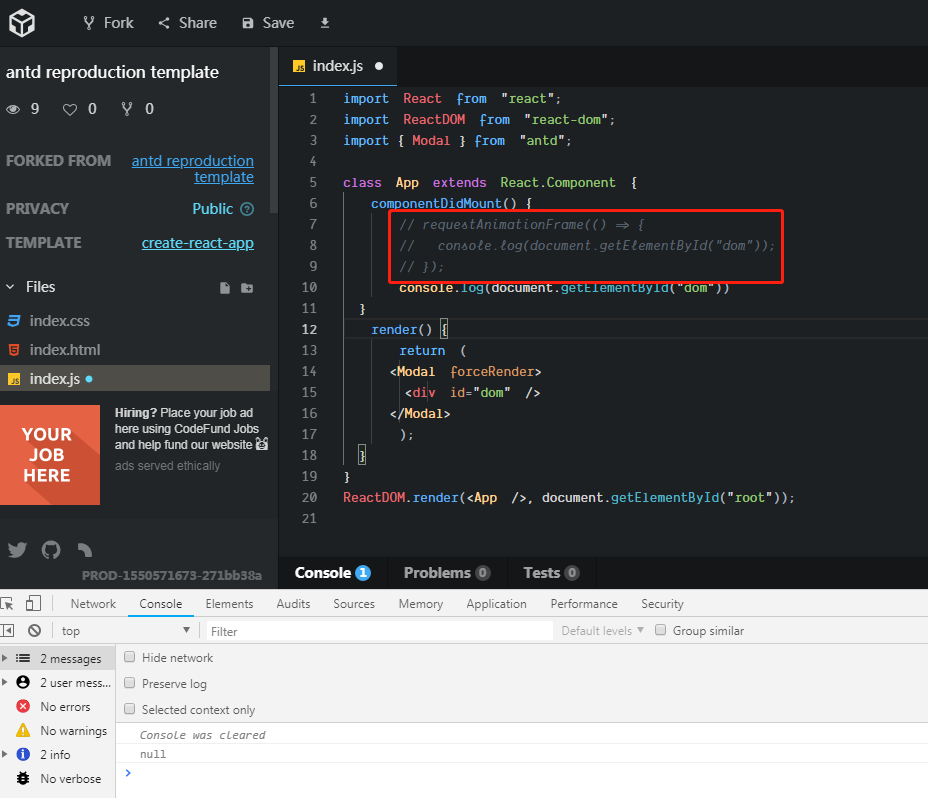 Fork Share Save
antd reproduction template
9 0 0
FORKED FROM antd reproduction
template
PRIVACY Public ?
TEMPLATE create-react-app
Files
index.css
index.html
JS index.js
YOUR
JOB
HERE
Hiring? Place your job ad
here using CodeFund Jobs
and help fund our website
ads served ethically
PROD-1550571673-271bb38a
JS index.js
1 import React from "react";
2 import ReactDOM from "react-dom";
3 import { Modal } from "antd";
4
5 class App extends React.Component {
6 componentDidMount() {
7 // requestAnimationFrame(() => {
8 //   console.log(document.getElementById("dom"));
9 // });
10 console.log(document.getElementById("dom"))
11 }
12 render() {
13 return (
14 <Modal forceRender>
15 <div id="dom" />
16 </Modal>
17 );
18 }
19 }
20 ReactDOM.render(<App />, document.getElementById("root"));
21
Console 1 Problems 0 Tests 0
Network Console Elements Audits Sources Memory Application Performance Security
top Filter Default levels Group similar
2 messages
2 user mess...
No errors
No warnings
2 info
No verbose
Hide network
Preserve log
Selected context only
Console was cleared
null
>